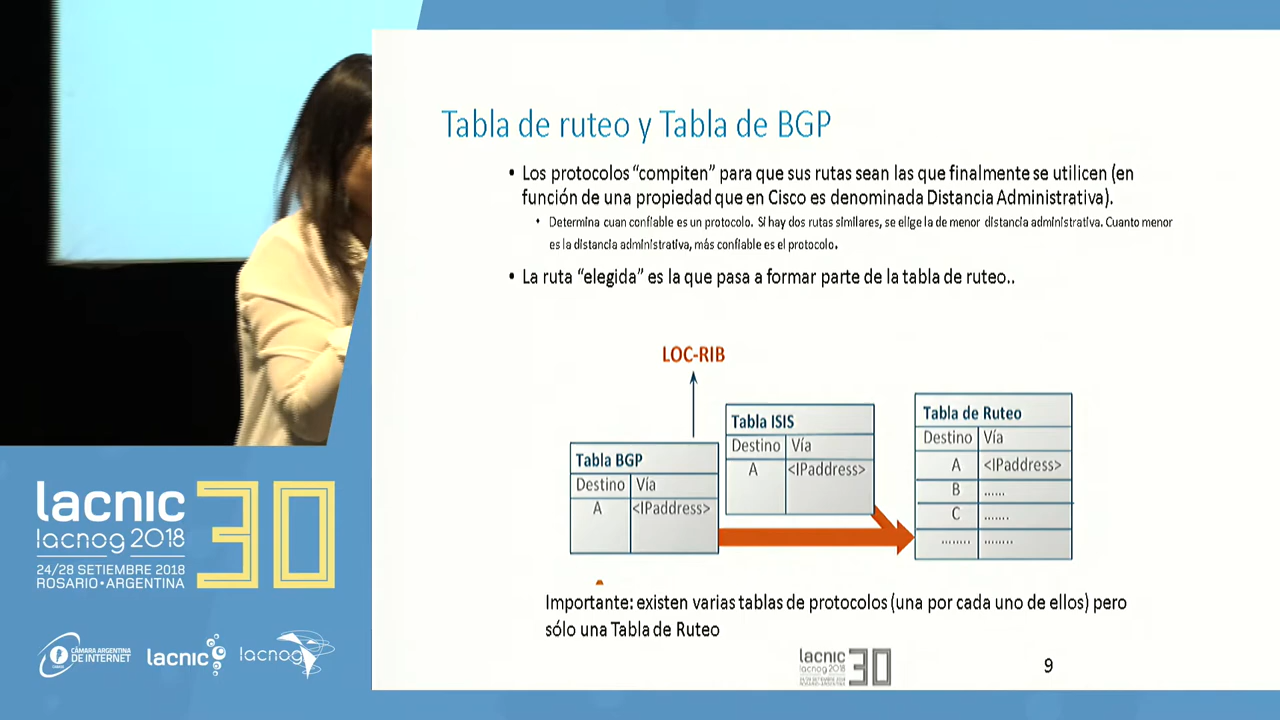 Tabla de ruteo y Tabla de BGP
• Los protocolos “compiten” para que sus rutas sean las que finalmente se utilicen (en
función de una propiedad que en Cisco es denominada Distancia Administrativa).
• Determina cuan confiable es un protocolo. Si hay dos rutas similares, se elige la de menor distancia administrativa. Cuanto menor
es la distancia administrativa, más confiable es el protocolo.
• La ruta “elegida” es la que pasa a formar parte de la tabla de ruteo..
LOC-RIB
Tabla BGP
Destino Vía
A <IPaddress>
Tabla ISIS
Destino Vía
A <IPaddress>
Tabla de Ruteo
Destino Vía
A <IPaddress>
B ......
C .......
........ ........
Importante: existen varias tablas de protocolos (una por cada uno de ellos) pero
sólo una Tabla de Ruteo
lacnic 30
lacnog 2018
9
lacnic 30
lacnog 2018
24/28 SETIEMBRE 2018
ROSARIO • ARGENTINA
CÁMARA ARGENTINA
DE INTERNET
lacnic
lacnog